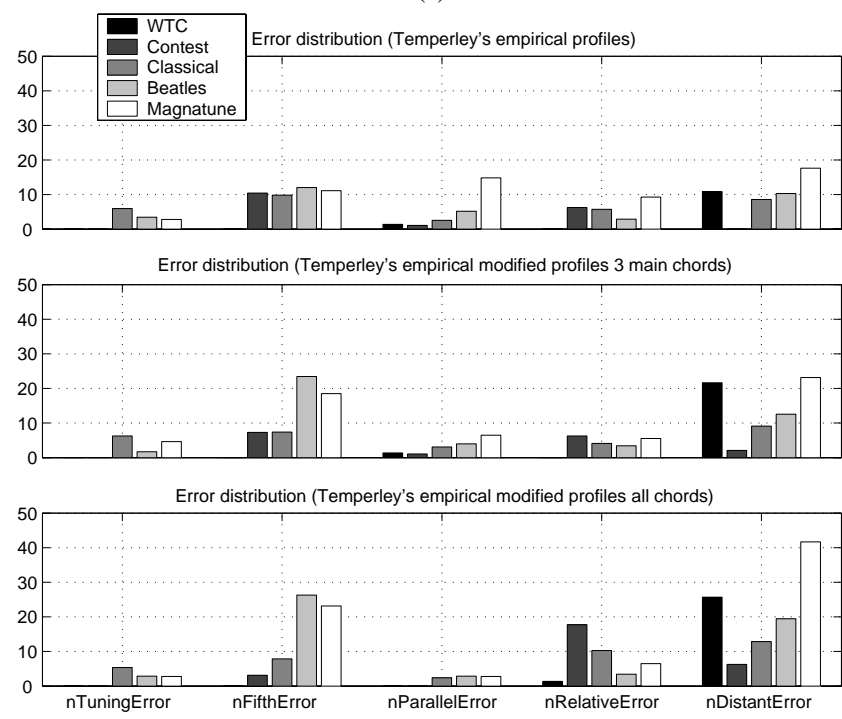 WTC
Contest
Classical
Beatles
Magnatune
Error distribution (Temperley's empirical profiles)
50
40
30
20
10
0
Error distribution (Temperley's empirical modified profiles 3 main chords)
50
40
30
20
10
0
Error distribution (Temperley's empirical modified profiles all chords)
50
40
30
20
10
0
nTuningError nFifthError nParallelError nRelativeError nDistantError